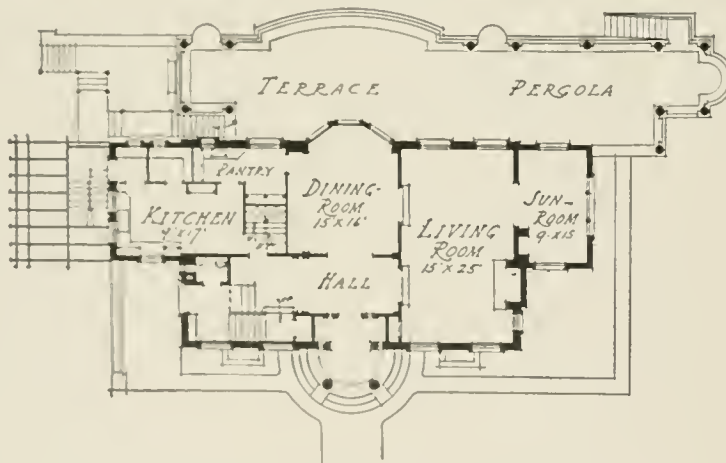 TERRACE
PERGOLA
PANTRY
DINING-
ROOM
15'X16'
SUN-
ROOM
9'X15
KITCHEN
LIVING
ROOM
15'X25'
HALL